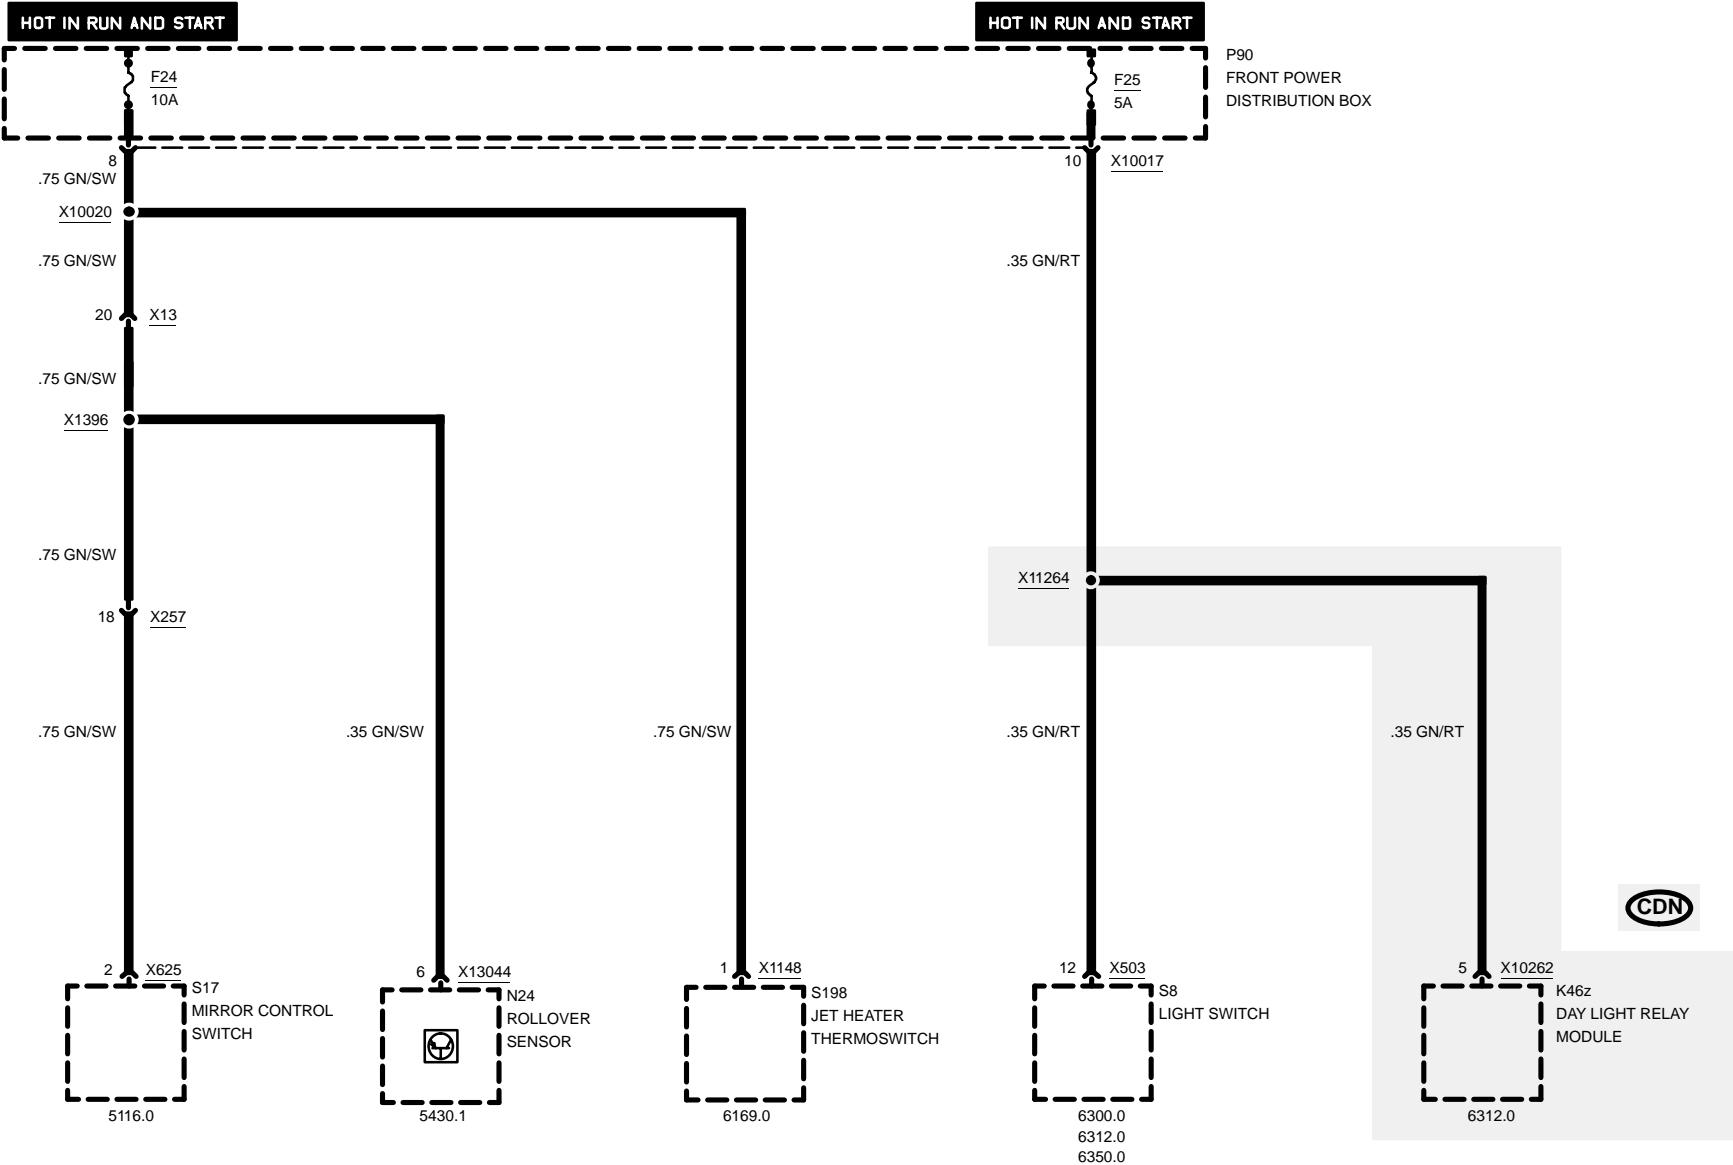 HOT IN RUN AND START
HOT IN RUN AND START
P90
FRONT POWER
DISTRIBUTION BOX
F24
10A
F25
5A
8
10
X10017
.75 GN/SW
X10020
.75 GN/SW
.35 GN/RT
20
X13
.75 GN/SW
X1396
.75 GN/SW
X11264
18
X257
.75 GN/SW
.35 GN/SW
.75 GN/SW
.35 GN/RT
.35 GN/RT
CDN
2
X625
6
X13044
1
X1148
12
X503
5
X10262
S17
MIRROR CONTROL
SWITCH
N24
ROLLOVER
SENSOR
S198
JET HEATER
THERMOSWITCH
S8
LIGHT SWITCH
K46z
DAY LIGHT RELAY
MODULE
5116.0
5430.1
6169.0
6300.0
6312.0
6350.0
6312.0